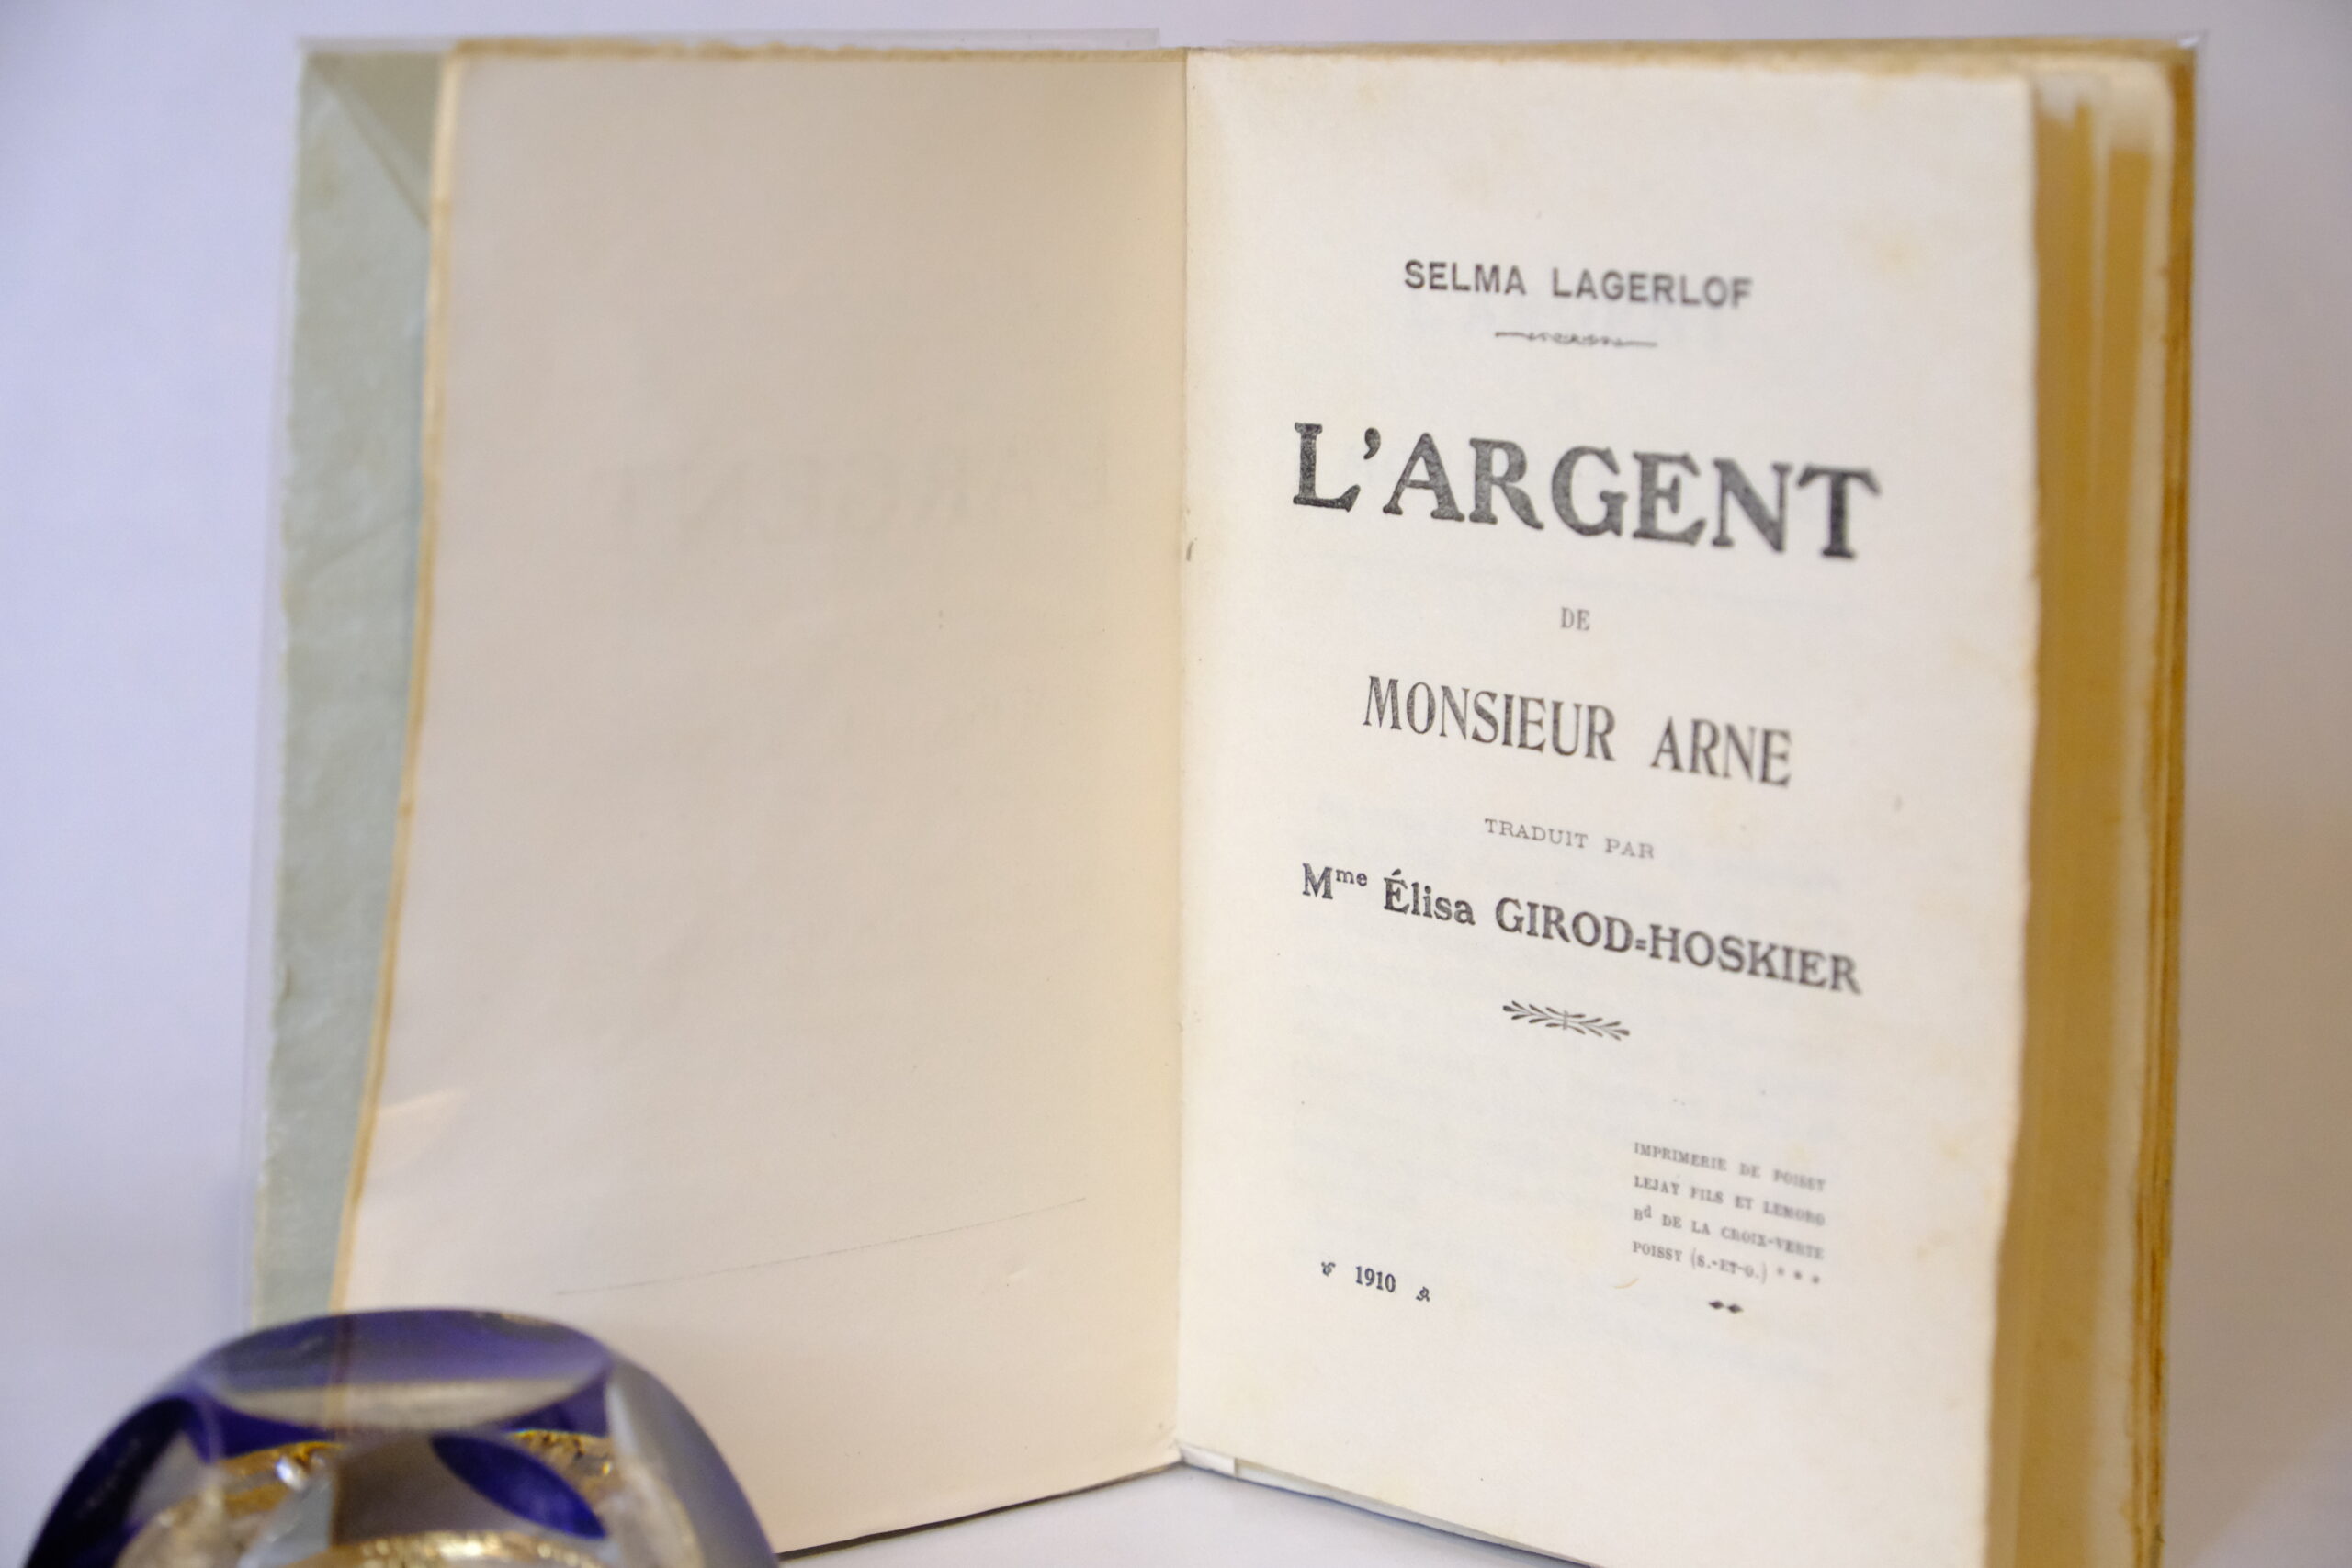 SELMA LAGERLOF
L'ARGENT
DE
MONSIEUR ARNE
TRADUIT PAR
Mme Élisa GIROD=HOSKIER
IMPRIMERIE DE POISSY
LEJAY FILS ET LEMORO
Bd DE LA CROIX-VERTE
POISSY (S.-ET-O.) * * *
1910